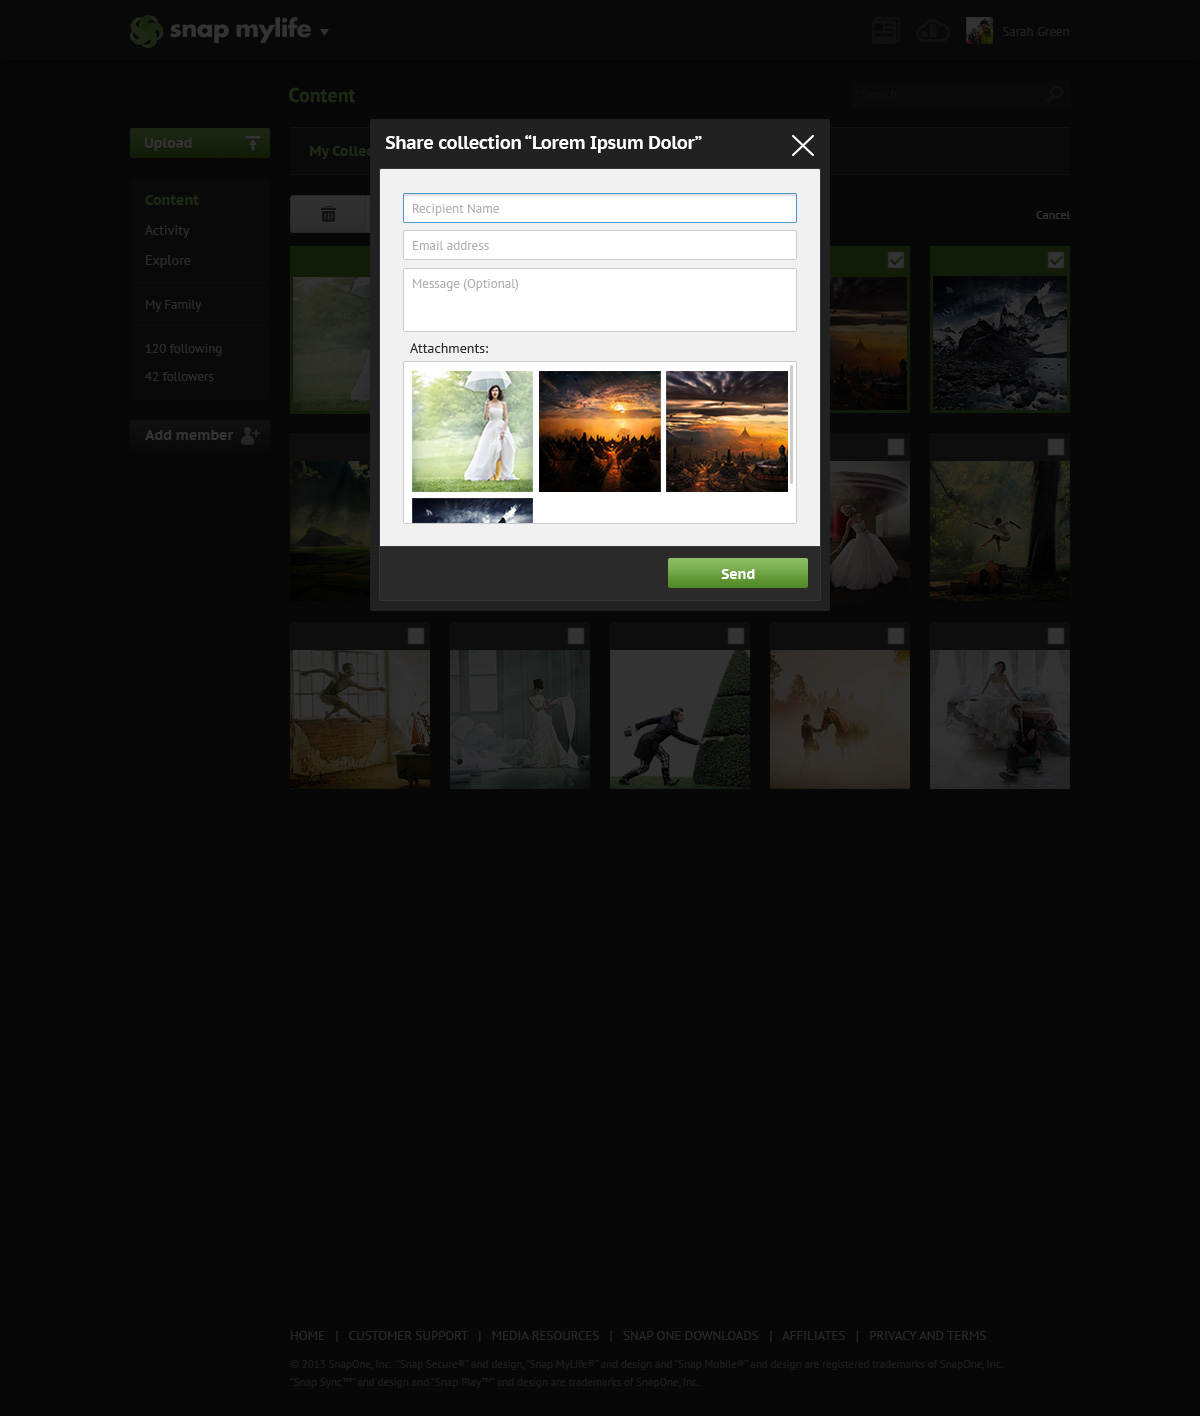 snap mylife
Sarah Green
Content
Search
Upload
My Colle
Share collection “Lorem Ipsum Dolor”
Content
Activity
Explore
My Family
120 following
42 followers
Add member
Cancel
Recipient Name
Email address
Message (Optional)
Attachments:
Send
HOME | CUSTOMER SUPPORT | MEDIA RESOURCES | SNAP ONE DOWNLOADS | AFFILIATES | PRIVACY AND TERMS
© 2013 SnapOne, Inc. “Snap Secure®” and design, “Snap MyLife®” and design and “Snap Mobile®” and design are registered trademarks of SnapOne, Inc.
“Snap Sync™” and design and “Snap Play™” and design are trademarks of SnapOne, Inc.